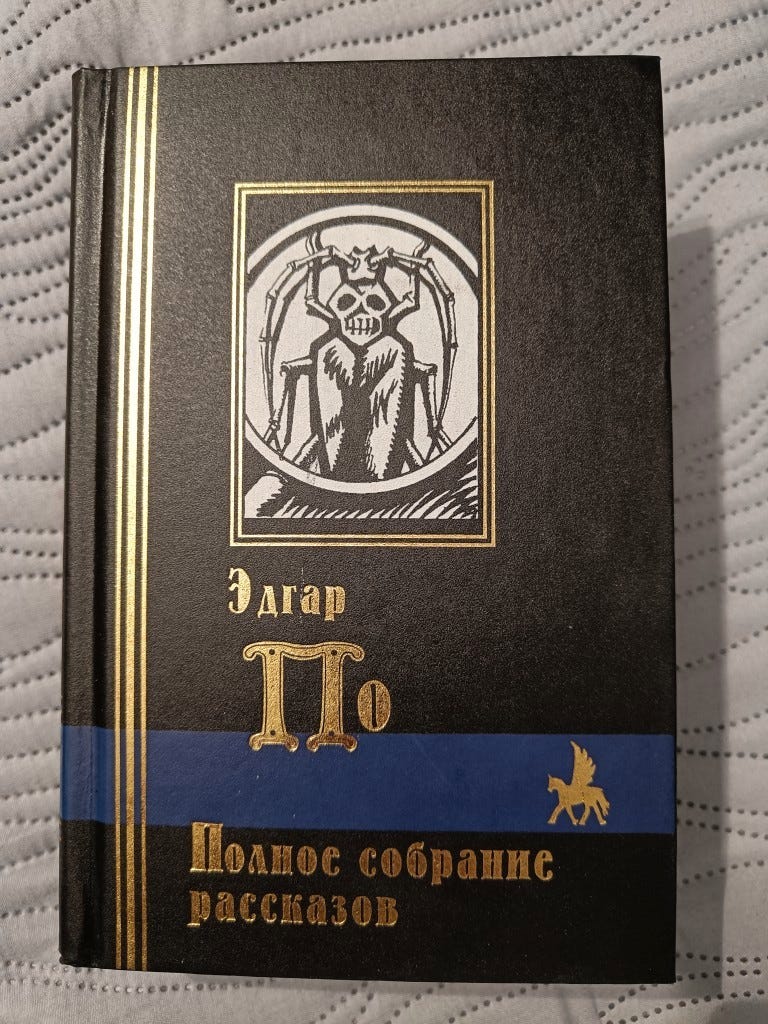 Эдгар
По
Полное собрание
рассказов